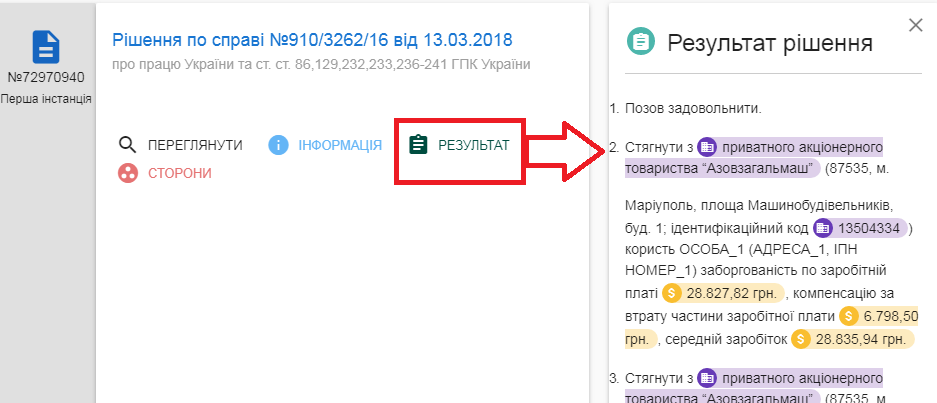 №72970940
Перша інстанція
Рішення по справі №910/3262/16 від 13.03.2018
про працю України та ст. ст. 86,129,232,233,236-241 ГПК України
ПЕРЕГЛЯНУТИ
ІНФОРМАЦІЯ
РЕЗУЛЬТАТ
СТОРОНИ
Результат рішення
1. Позов задовольнити.
2. Стягнути з приватного акціонерного
товариства “Азовзагальмаш” (87535, м.
Маріуполь, площа Машинобудівельників,
буд. 1; ідентифікаційний код 13504334 )
користь ОСОБА_1 (АДРЕСА_1, ІПН
НОМЕР_1) заборгованість по заробітній
платі $ 28.827,82 грн. , компенсацію за
втрату частини заробітної плати $ 6.798,50
грн. , середній заробіток $ 28.835,94 грн.
3. Стягнути з приватного акціонерного
товариства “Азовзагальмаш” (87535, м.